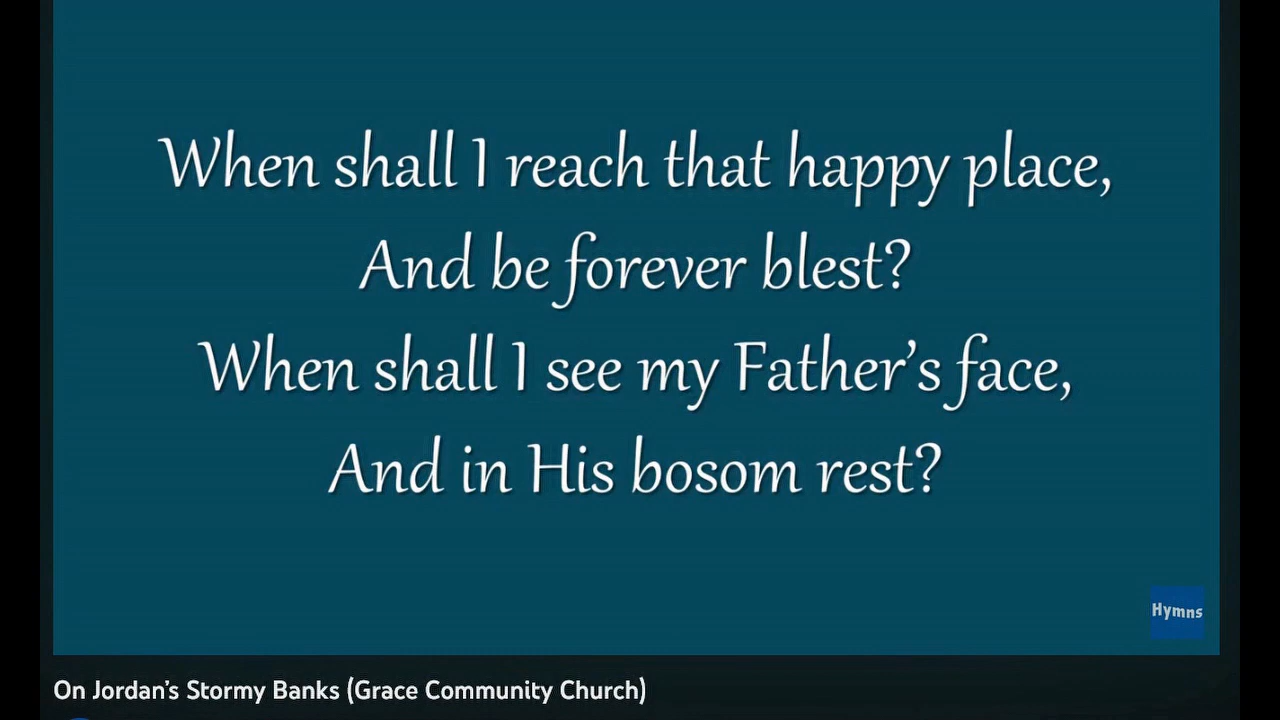 When shall I reach that happy place,
And be forever blest?
When shall I see my Father's face,
And in His bosom rest?
Hymns
On Jordan's Stormy Banks (Grace Community Church)